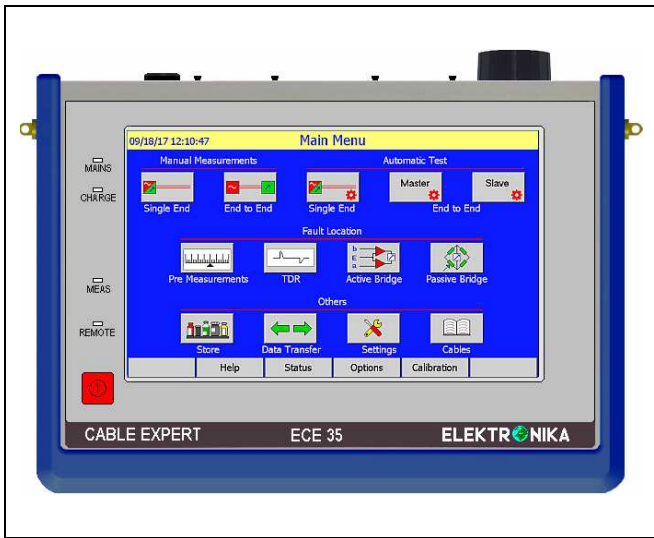 09/18/17 12:10:47 Main Menu
Manual Measurements Automatic Test
Master Slave
Single End End to End Single End End to End
Fault Location
b
E
a
Pre Measurements TDR Active Bridge Passive Bridge
Others
Store Data Transfer Settings Cables
Help Status Options Calibration
MAINS
CHARGE
MEAS
REMOTE
CABLE EXPERT ECE 35 ELEKTRONIKA